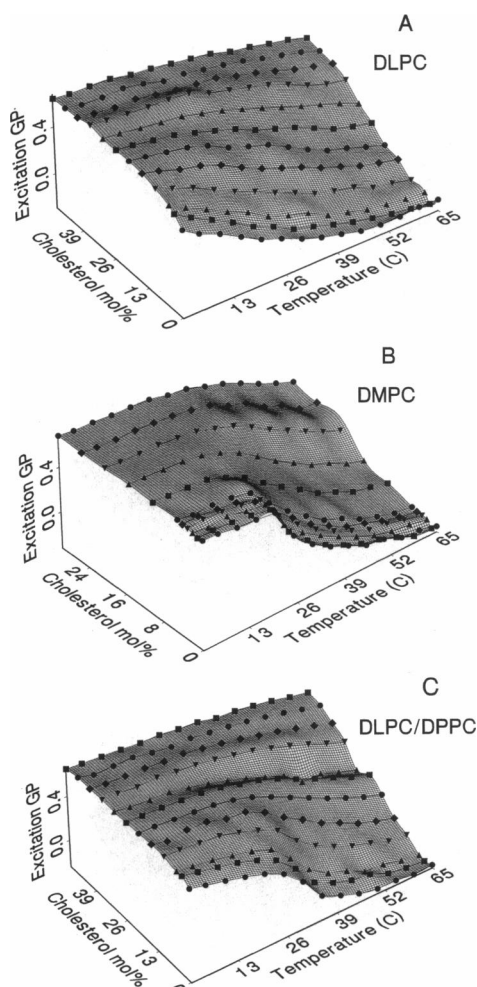 A
DLPC
Excitation GP
0.4
0.0
39
26
13
0
Cholesterol mol%
13
26
39
52
65
Temperature (C)
B
DMPC
Excitation GP
0.4
0.0
24
16
8
0
Cholesterol mol%
13
26
39
52
65
Temperature (C)
C
DLPC/DPPC
Excitation GP
0.4
0.0
39
26
13
Cholesterol mol%
13
26
39
52
65
Temperature (C)